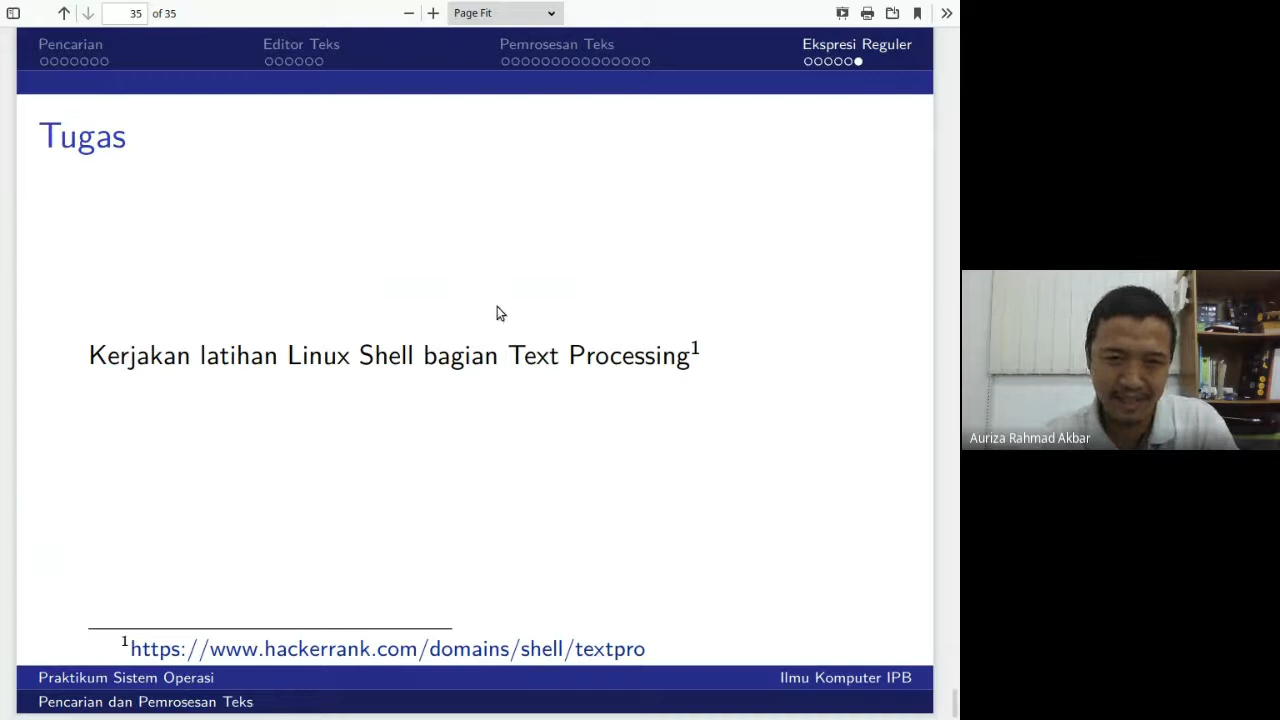 35 of 35
Page Fit
Pencarian Editor Teks Pemrosesan Teks Ekspresi Reguler
Tugas
Kerjakan latihan Linux Shell bagian Text Processing1
Auriza Rahmad Akbar
1https://www.hackerrank.com/domains/shell/textpro
Praktikum Sistem Operasi Ilmu Komputer IPB
Pencarian dan Pemrosesan Teks